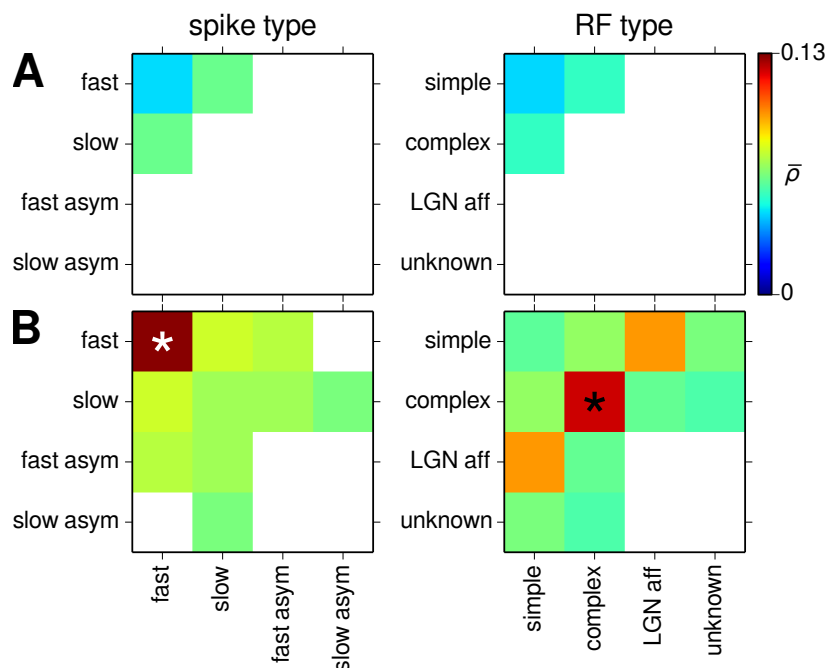 spike type
RF type
A
fast
slow
fast asym
slow asym
simple
complex
LGN aff
unknown
0.13
ρ̅
0
B
fast
slow
fast asym
slow asym
*
simple
complex
LGN aff
unknown
*
fast
slow
fast asym
slow asym
simple
complex
LGN aff
unknown